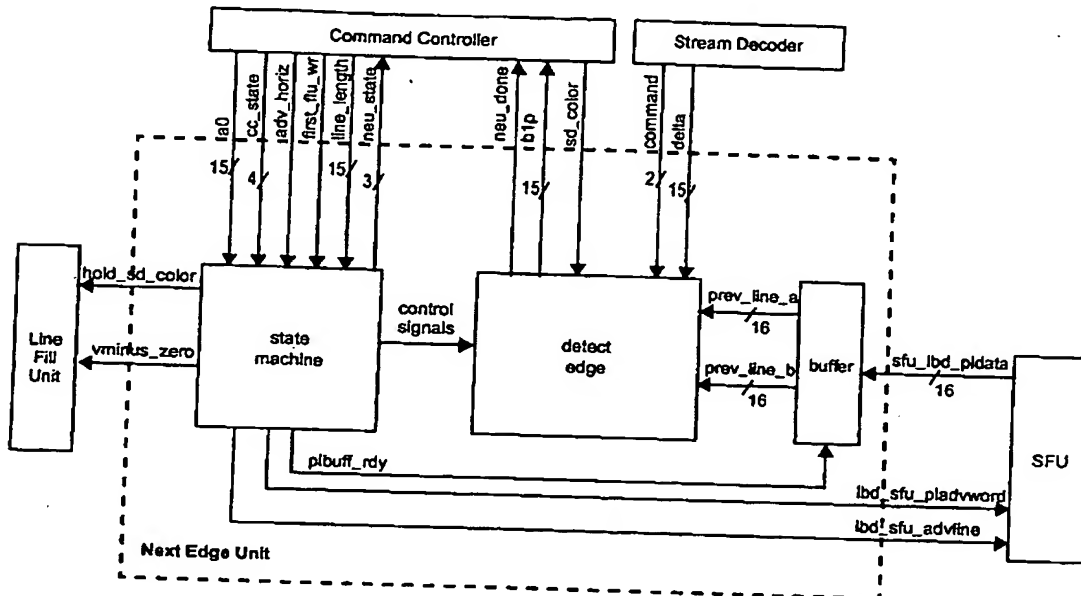 Command Controller
Stream Decoder
a0
cc_state
adv_horiz
first_flu_wr
line_length
neu_state
neu_done
b1p
sd_color
command
delta
15
4
15
3
15
2
15
hold_sd_color
vminus_zero
Line
Fill
Unit
state
machine
control
signals
detect
edge
prev_line_a
16
prev_line_b
16
buffer
sfu_lbd_pldata
16
SFU
plbuff_rdy
lbd_sfu_pladvword
lbd_sfu_advline
Next Edge Unit